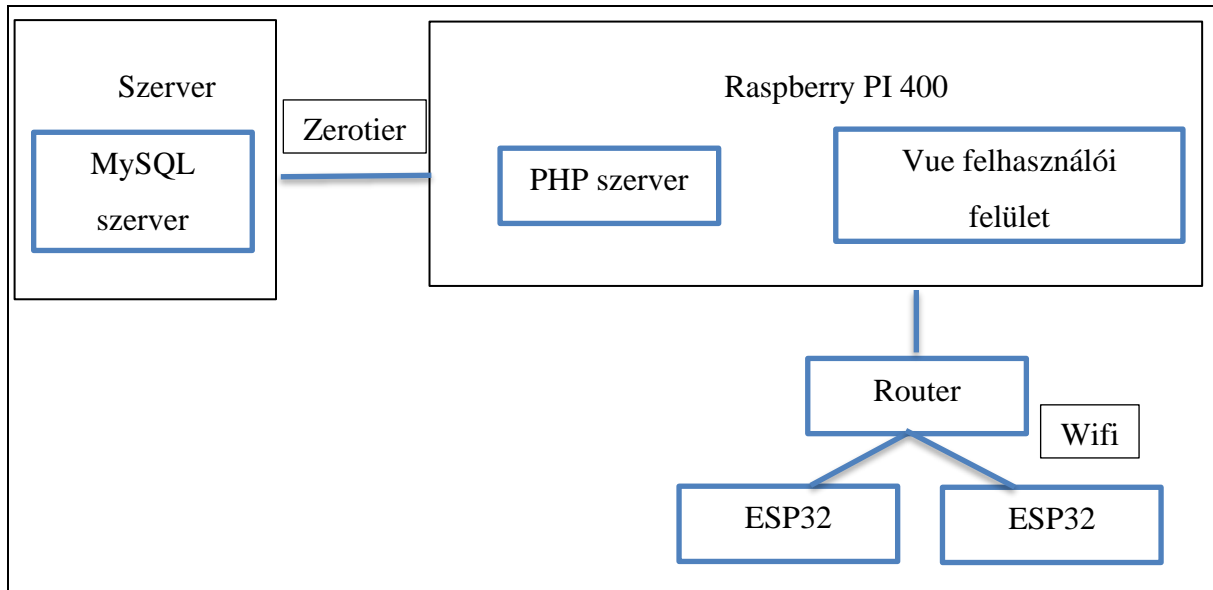 Szerver
MySQL
szerver
Zerotier
Raspberry PI 400
PHP szerver
Vue felhasználói
felület
Router
Wifi
ESP32
ESP32